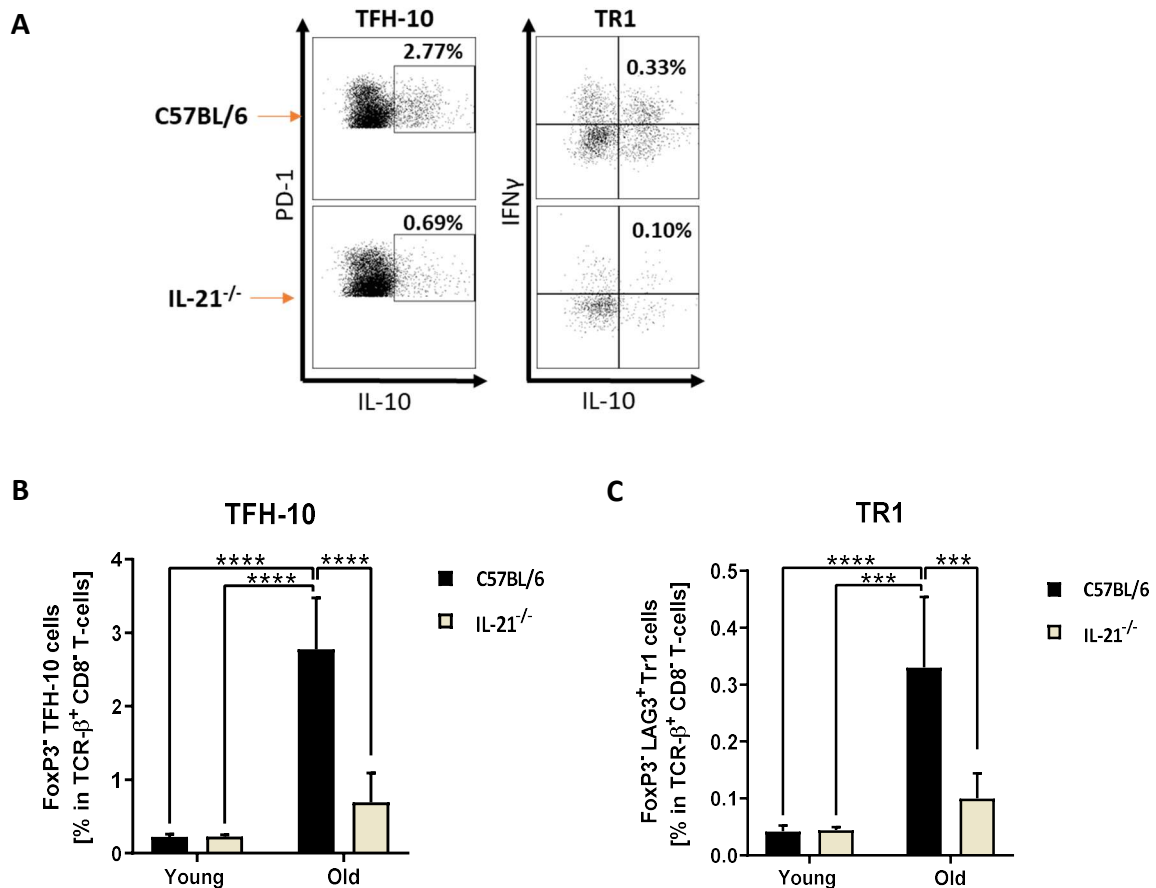 A
TFH-10
TR1
C57BL/6
2.77%
0.33%
PD-1
IFNγ
IL-21-/-
0.69%
0.10%
IL-10
IL-10
B
TFH-10
FoxP3- TFH-10 cells
[% in TCR-β+ CD8- T-cells]
4
3
2
1
0
****
****
****
Young
Old
C57BL/6
IL-21-/-
C
TR1
FoxP3- LAG3+ Tr1 cells
[% in TCR-β+ CD8- T-cells]
0.5
0.4
0.3
0.2
0.1
0.0
****
***
***
Young
Old
C57BL/6
IL-21-/-